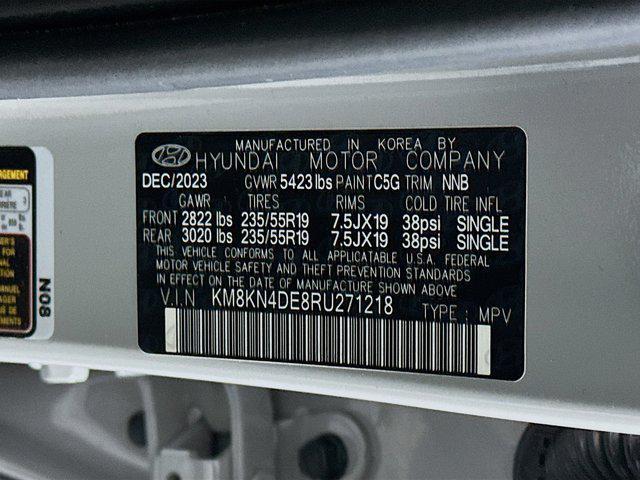 MANUFACTURED IN KOREA BY
HYUNDAI MOTOR COMPANY
DEC/2023 GVWR 5423 lbs PAINT C5G TRIM NNB
GAWR TIRES RIMS COLD TIRE INFL
FRONT 2822 lbs 235/55R19 7.5JX19 38psi SINGLE
REAR 3020 lbs 235/55R19 7.5JX19 38psi SINGLE
THIS VEHICLE CONFORMS TO ALL APPLICATABLE U.S.A. FEDERAL
MOTOR VEHICLE SAFETY AND THEFT PREVENTION STANDARDS
IN EFFECT ON THE DATE OF MANUFACTURE SHOWN ABOVE.
V.I.N KM8KN4DE8RU271218 TYPE : MPV
N08